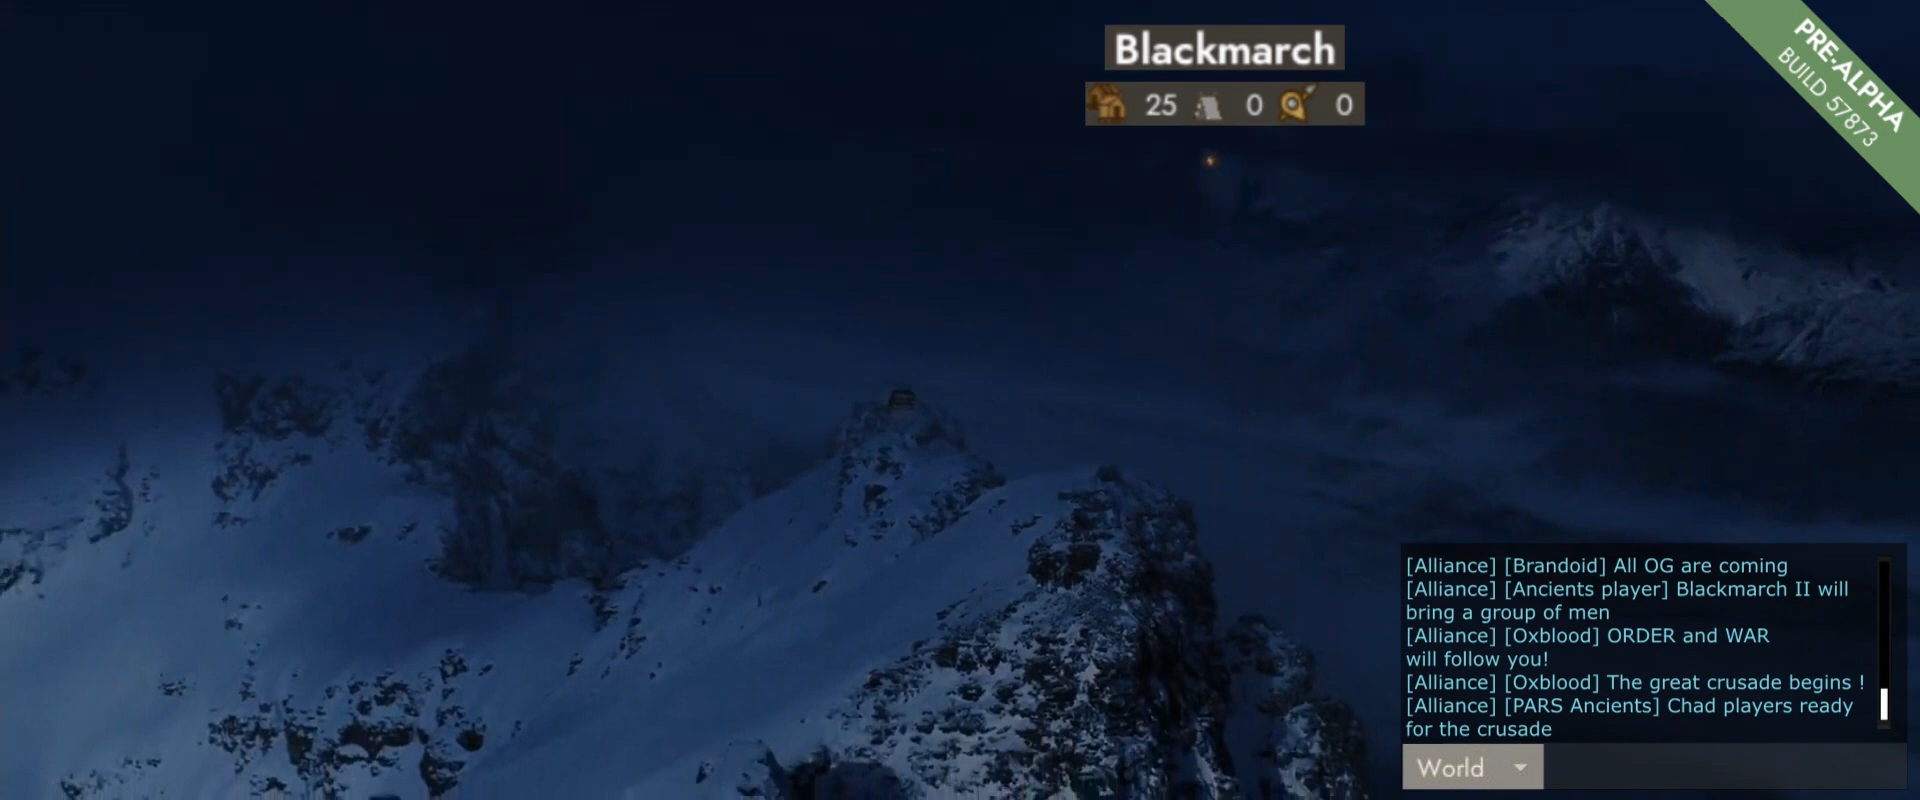 Blackmarch
25 0 0
PRE-ALPHA
BUILD 57873
[Alliance] [Brandoid] All OG are coming
[Alliance] [Ancients player] Blackmarch II will
bring a group of men
[Alliance] [Oxblood] ORDER and WAR
will follow you!
[Alliance] [Oxblood] The great crusade begins !
[Alliance] [PARS Ancients] Chad players ready
for the crusade
World